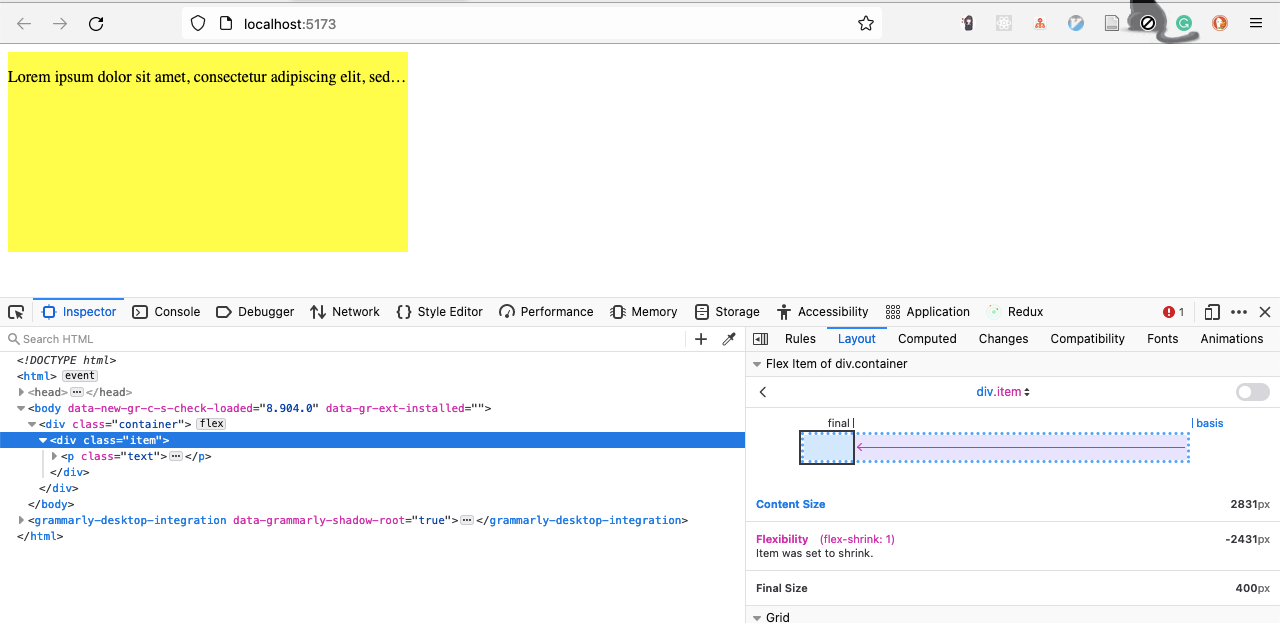 localhost:5173
Lorem ipsum dolor sit amet, consectetur adipiscing elit, sed…
Inspector Console Debugger Network Style Editor Performance Memory Storage Accessibility Application Redux 1
Search HTML
Rules Layout Computed Changes Compatibility Fonts Animations
<!DOCTYPE html>
<html> event
<head> ⋯ </head>
<body data-new-gr-c-s-check-loaded="8.904.0" data-gr-ext-installed="">
<div class="container"> flex
<div class="item">
<p class="text"> ⋯ </p>
</div>
</div>
</body>
<grammarly-desktop-integration data-grammarly-shadow-root="true"> ⋯ </grammarly-desktop-integration>
</html>
Flex Item of div.container
div.item
final basis
Content Size 2831px
Flexibility (flex-shrink: 1) -2431px
Item was set to shrink.
Final Size 400px
Grid